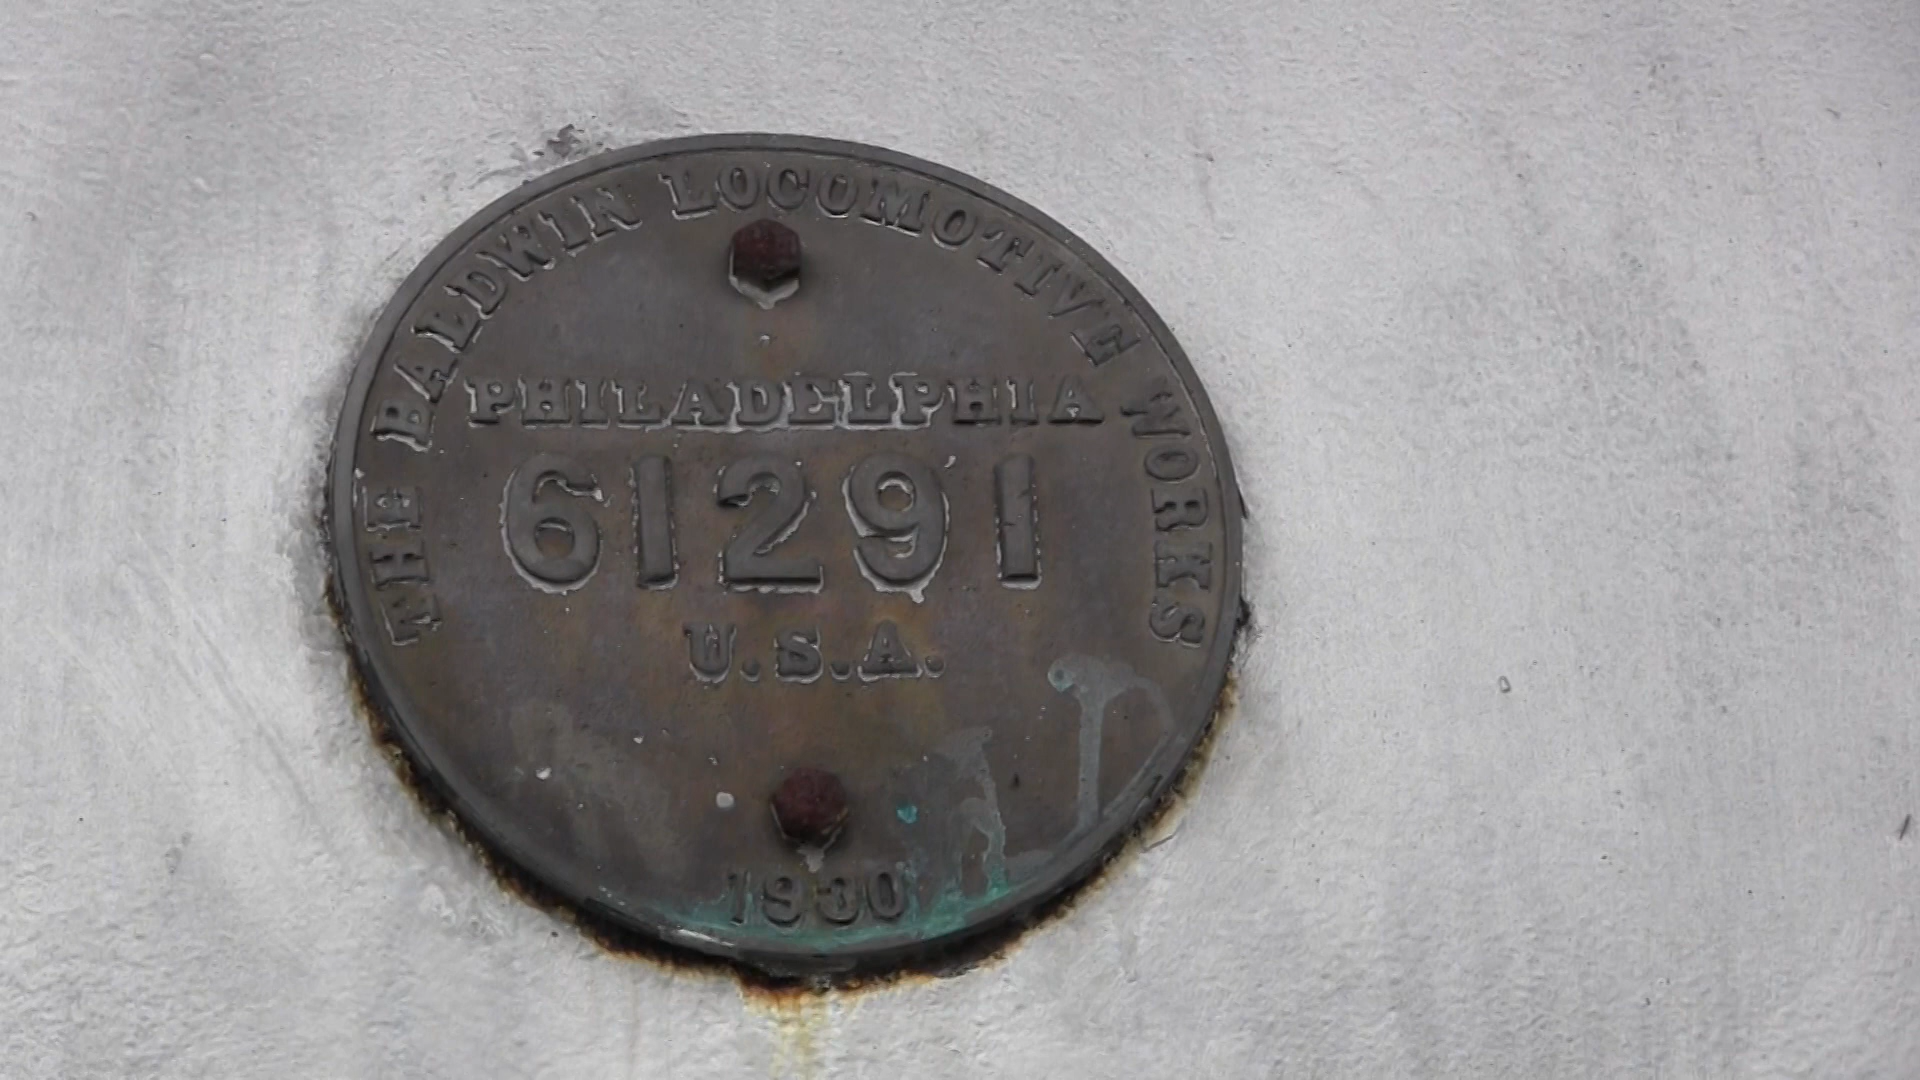 THE BALDWIN LOCOMOTIVE WORKS
PHILADELPHIA
61291
U.S.A.
1930